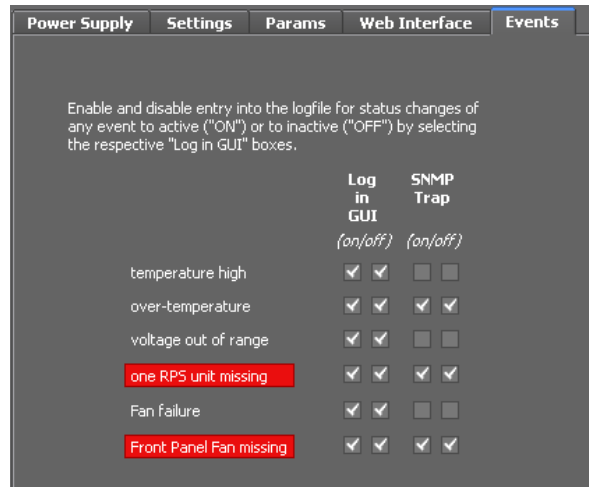 Power Supply Settings Params Web Interface Events
Enable and disable entry into the logfile for status changes of
any event to active ("ON") or to inactive ("OFF") by selecting
the respective "Log in GUI" boxes.
Log SNMP
in Trap
GUI
(on/off) (on/off)
temperature high
over-temperature
voltage out of range
one RPS unit missing
Fan failure
Front Panel Fan missing